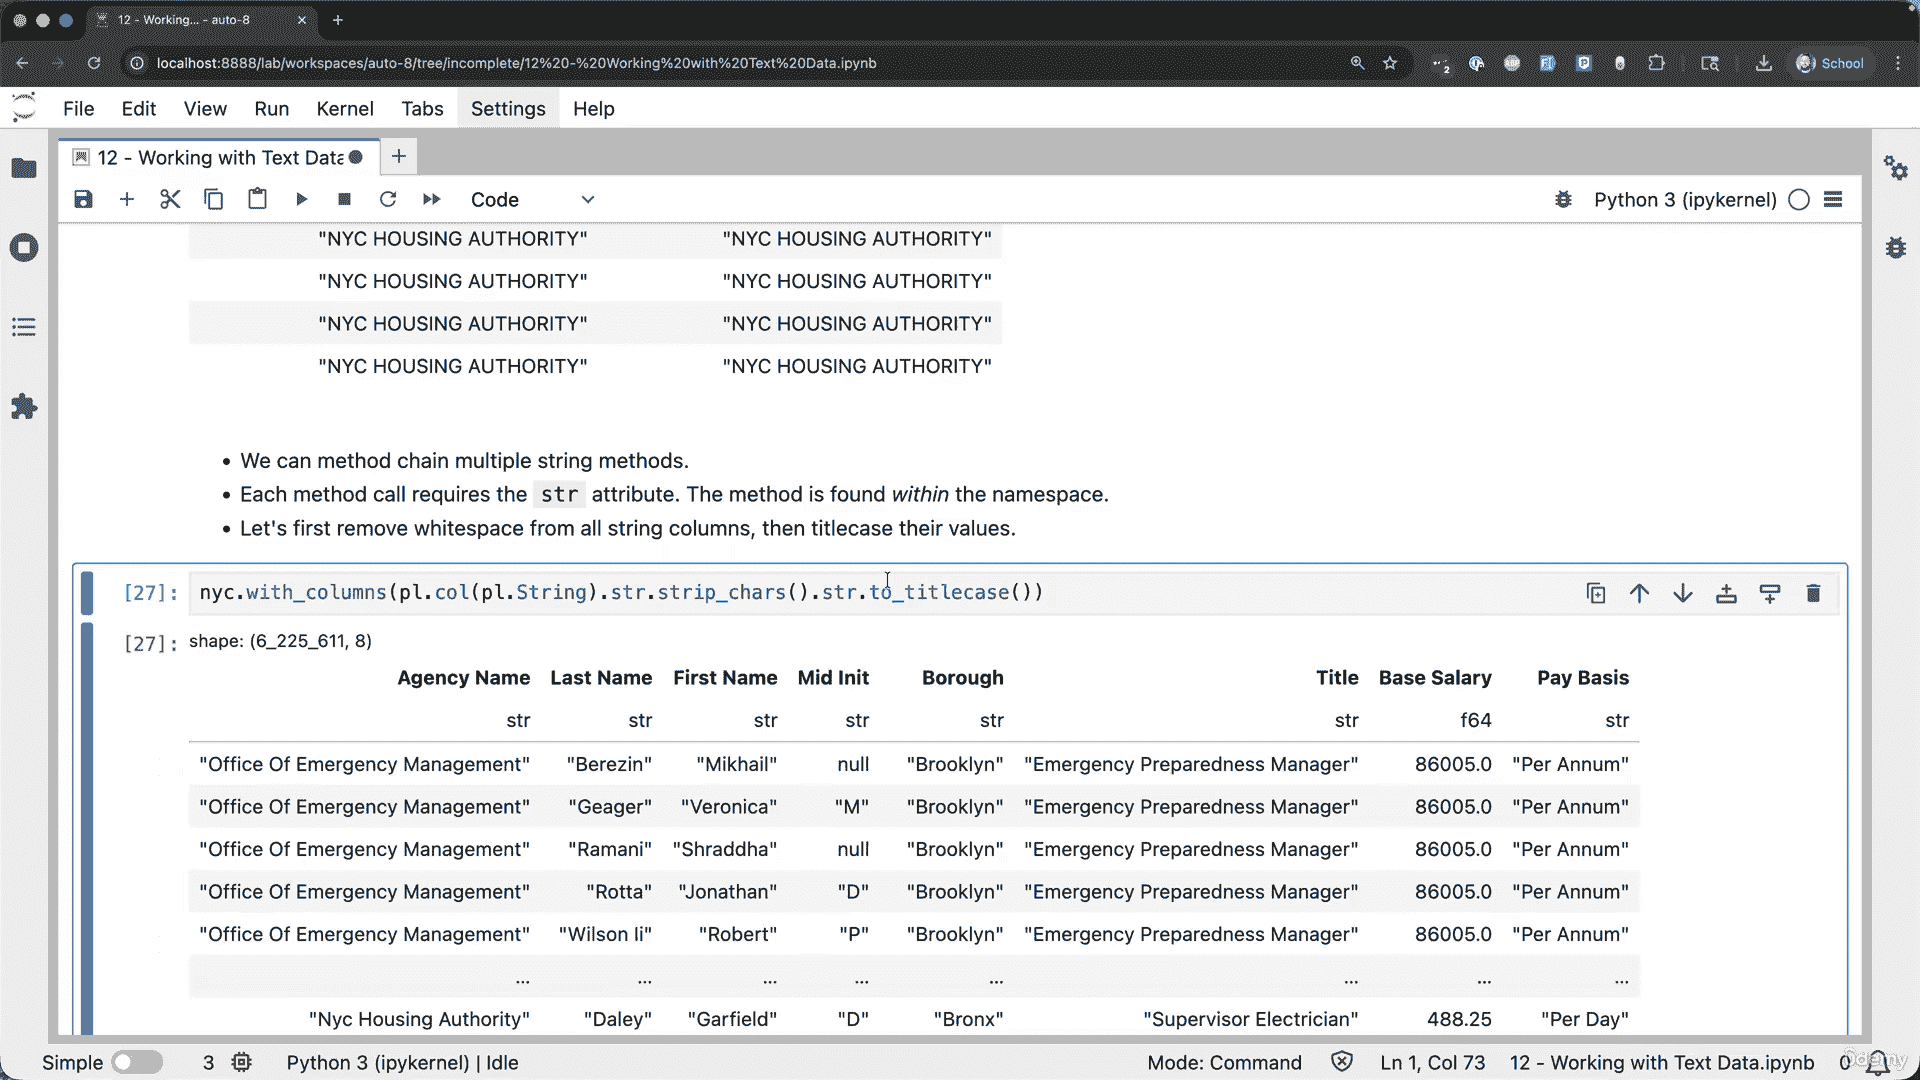 12 - Working... - auto-8
localhost:8888/lab/workspaces/auto-8/tree/incomplete/12%20-%20Working%20with%20Text%20Data.ipynb
2
School
File Edit View Run Kernel Tabs Settings Help
12 - Working with Text Data
Code
Python 3 (ipykernel)
"NYC HOUSING AUTHORITY" "NYC HOUSING AUTHORITY"
"NYC HOUSING AUTHORITY" "NYC HOUSING AUTHORITY"
"NYC HOUSING AUTHORITY" "NYC HOUSING AUTHORITY"
"NYC HOUSING AUTHORITY" "NYC HOUSING AUTHORITY"
• We can method chain multiple string methods.
• Each method call requires the str attribute. The method is found within the namespace.
• Let's first remove whitespace from all string columns, then titlecase their values.
[27]: nyc.with_columns(pl.col(pl.String).str.strip_chars().str.to_titlecase())
[27]: shape: (6_225_611, 8)
Agency Name Last Name First Name Mid Init Borough Title Base Salary Pay Basis
str str str str str str f64 str
"Office Of Emergency Management" "Berezin" "Mikhail" null "Brooklyn" "Emergency Preparedness Manager" 86005.0 "Per Annum"
"Office Of Emergency Management" "Geager" "Veronica" "M" "Brooklyn" "Emergency Preparedness Manager" 86005.0 "Per Annum"
"Office Of Emergency Management" "Ramani" "Shraddha" null "Brooklyn" "Emergency Preparedness Manager" 86005.0 "Per Annum"
"Office Of Emergency Management" "Rotta" "Jonathan" "D" "Brooklyn" "Emergency Preparedness Manager" 86005.0 "Per Annum"
"Office Of Emergency Management" "Wilson Ii" "Robert" "P" "Brooklyn" "Emergency Preparedness Manager" 86005.0 "Per Annum"
... ... ... ... ... ... ... ...
"Nyc Housing Authority" "Daley" "Garfield" "D" "Bronx" "Supervisor Electrician" 488.25 "Per Day"
Simple 3 Python 3 (ipykernel) | Idle Mode: Command Ln 1, Col 73 12 - Working with Text Data.ipynb 0
udemy